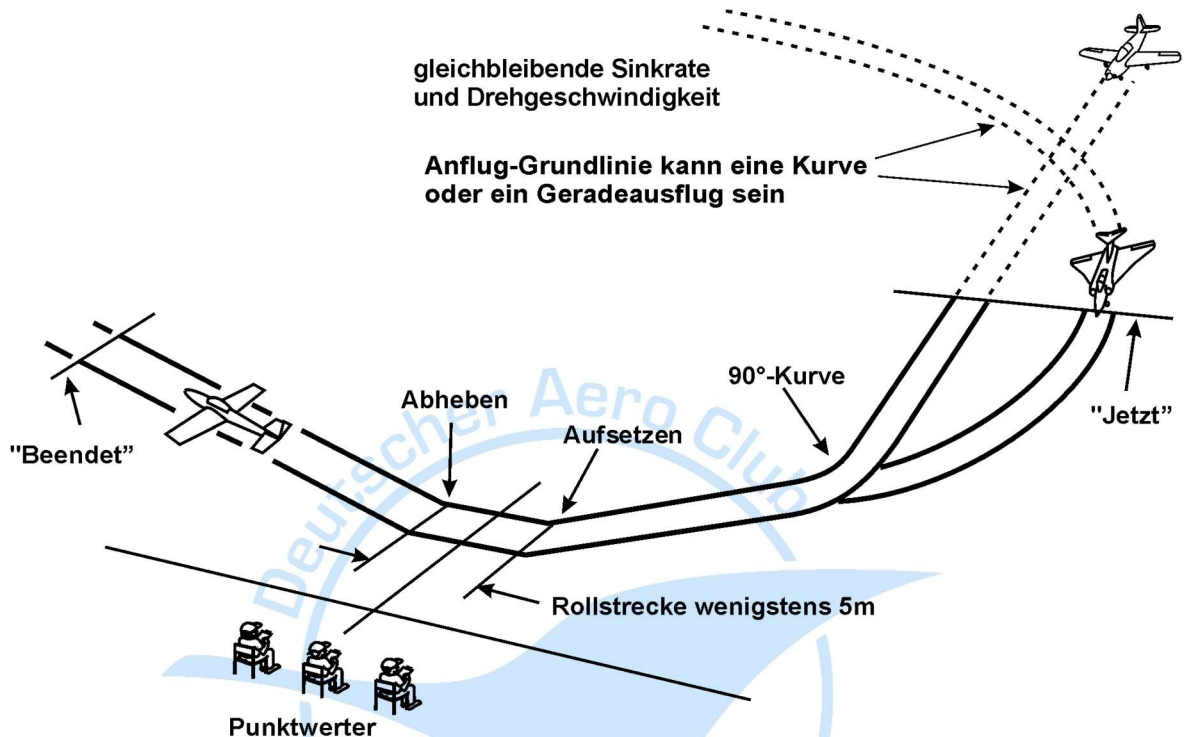 gleichbleibende Sinkrate
und Drehgeschwindigkeit
Anflug-Grundlinie kann eine Kurve
oder ein Geradeausflug sein
90°-Kurve
"Jetzt”
Abheben
Aufsetzen
"Beendet”
Rollstrecke wenigstens 5m
Punktwerter
Deutscher Aero Club